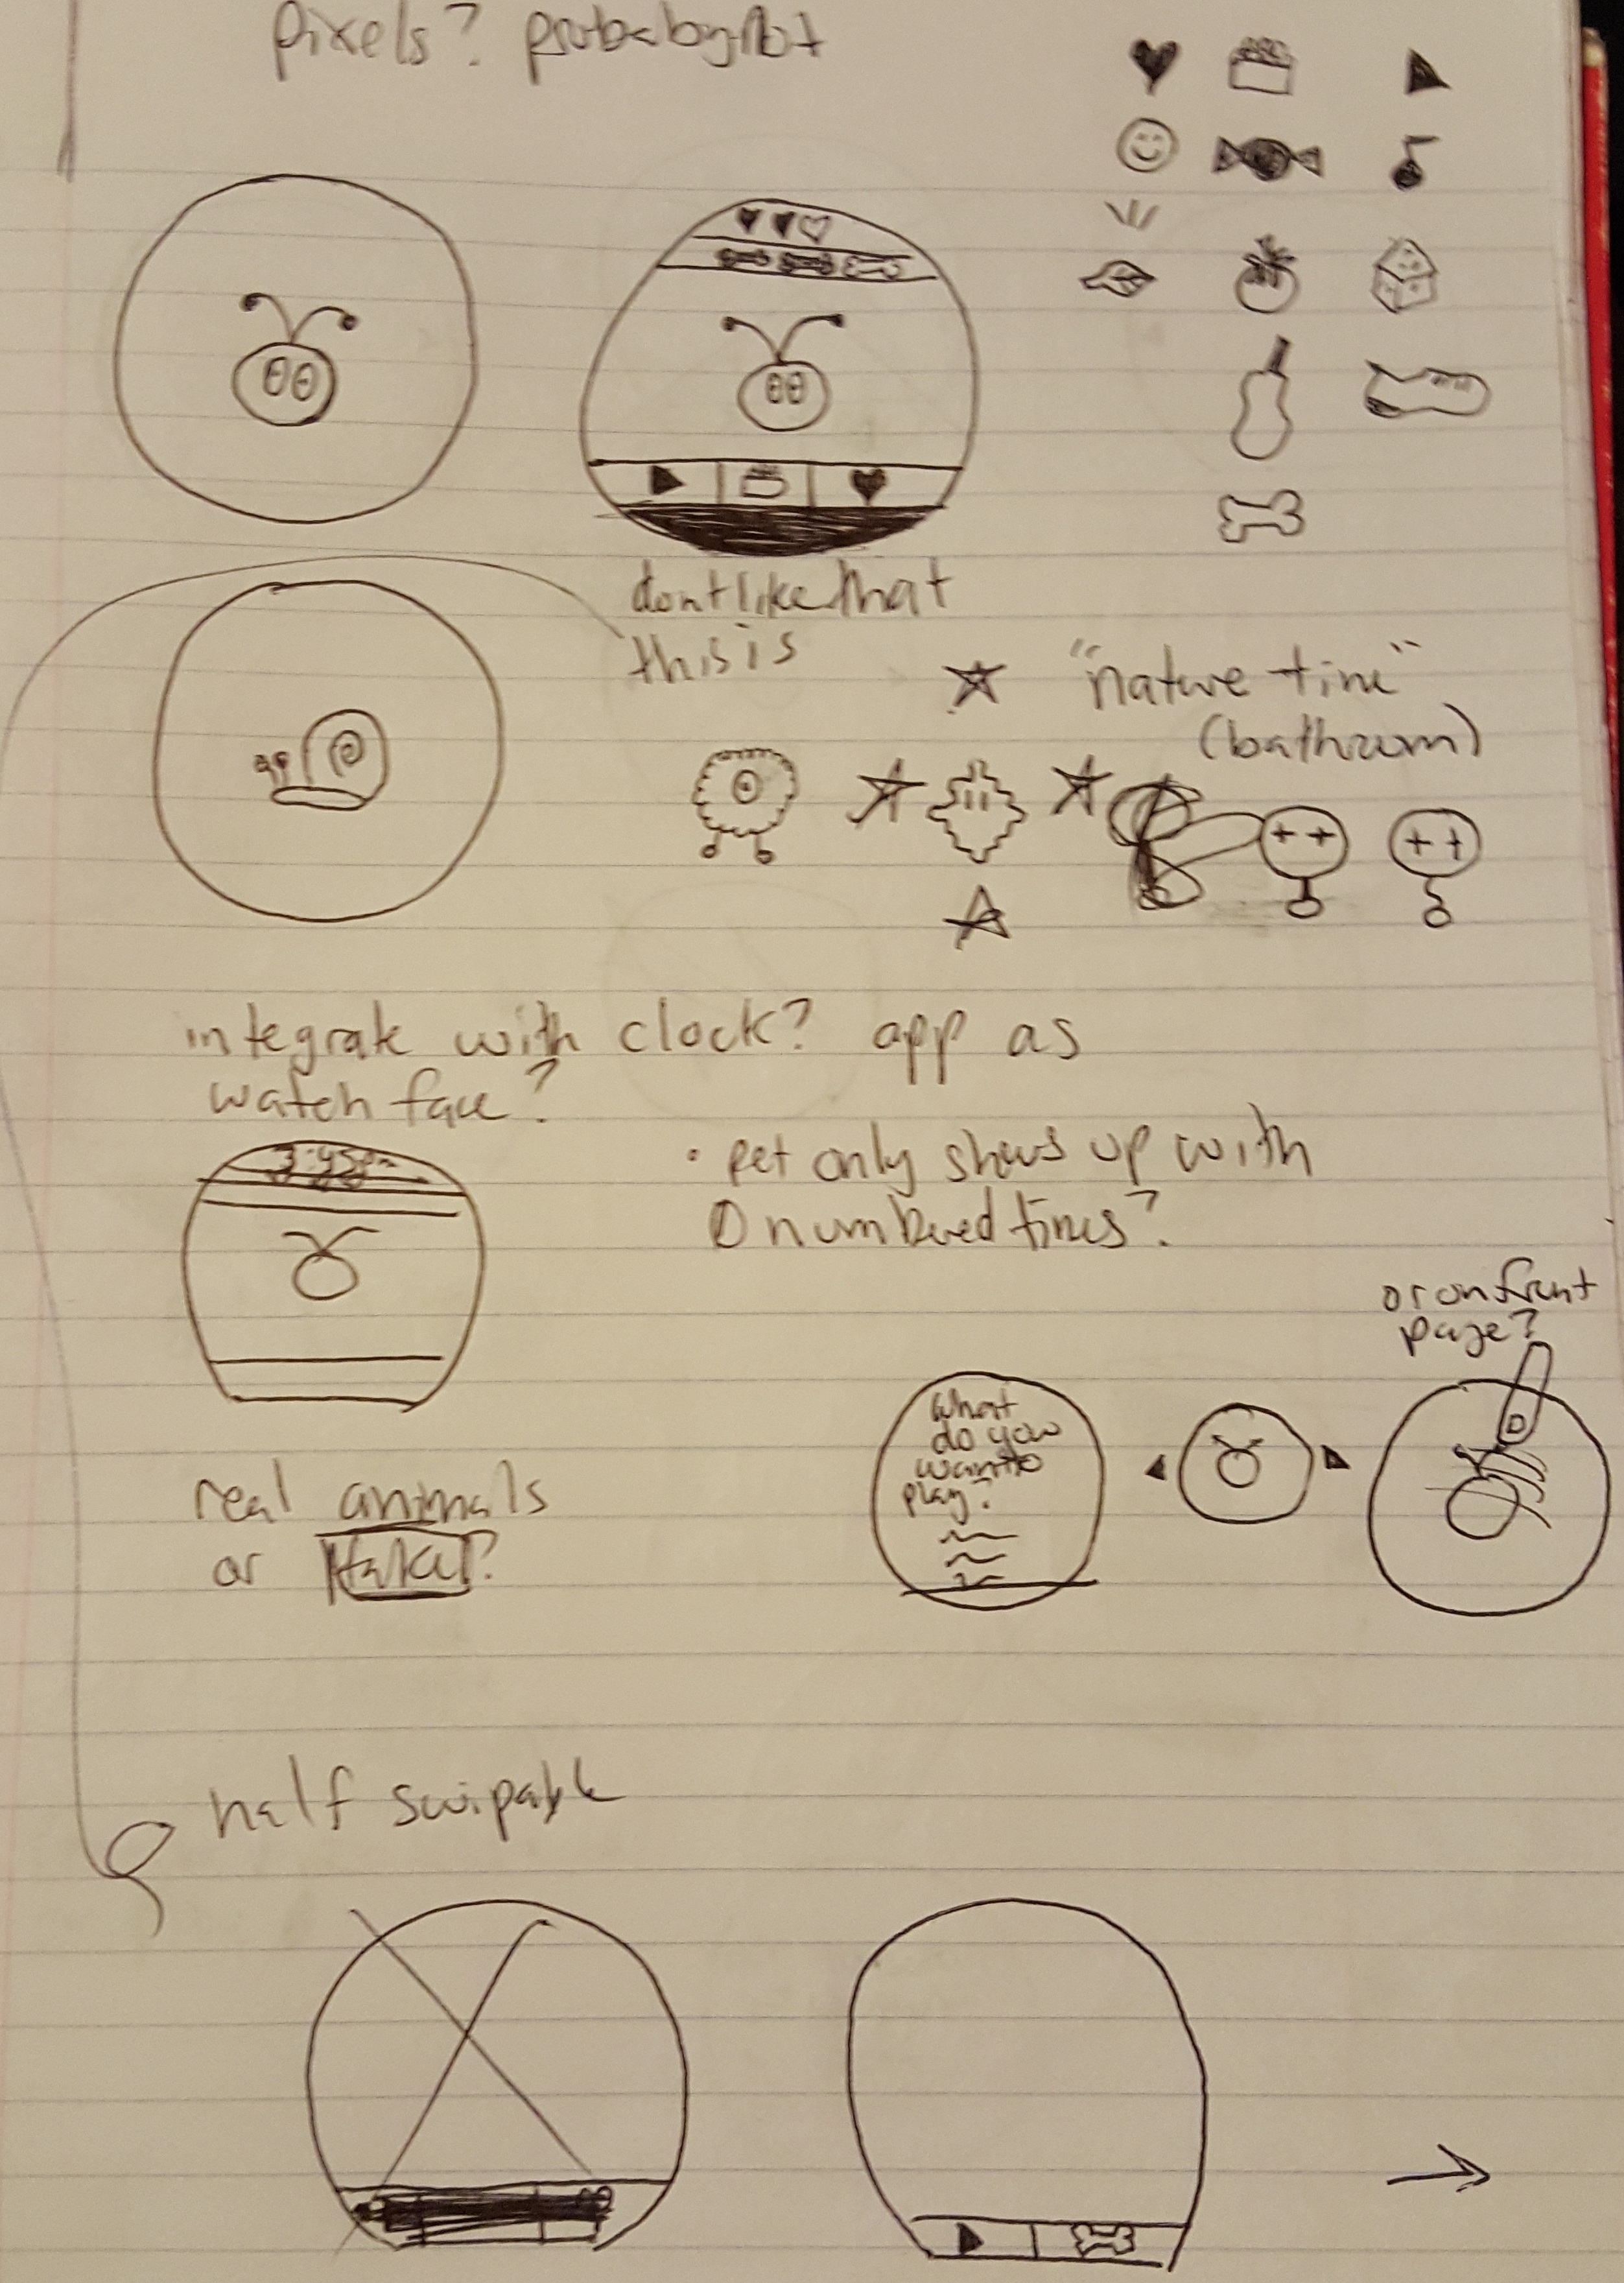 pixels? probably not
dont like that
this is
"nature time"
(bathroom)
integrate with clock? app as
watch face?
3:45pm
• pet only shows up with
0 numbered times?
or on front
page?
What
do you
want to
play?
real animals
or fake?
half swipable